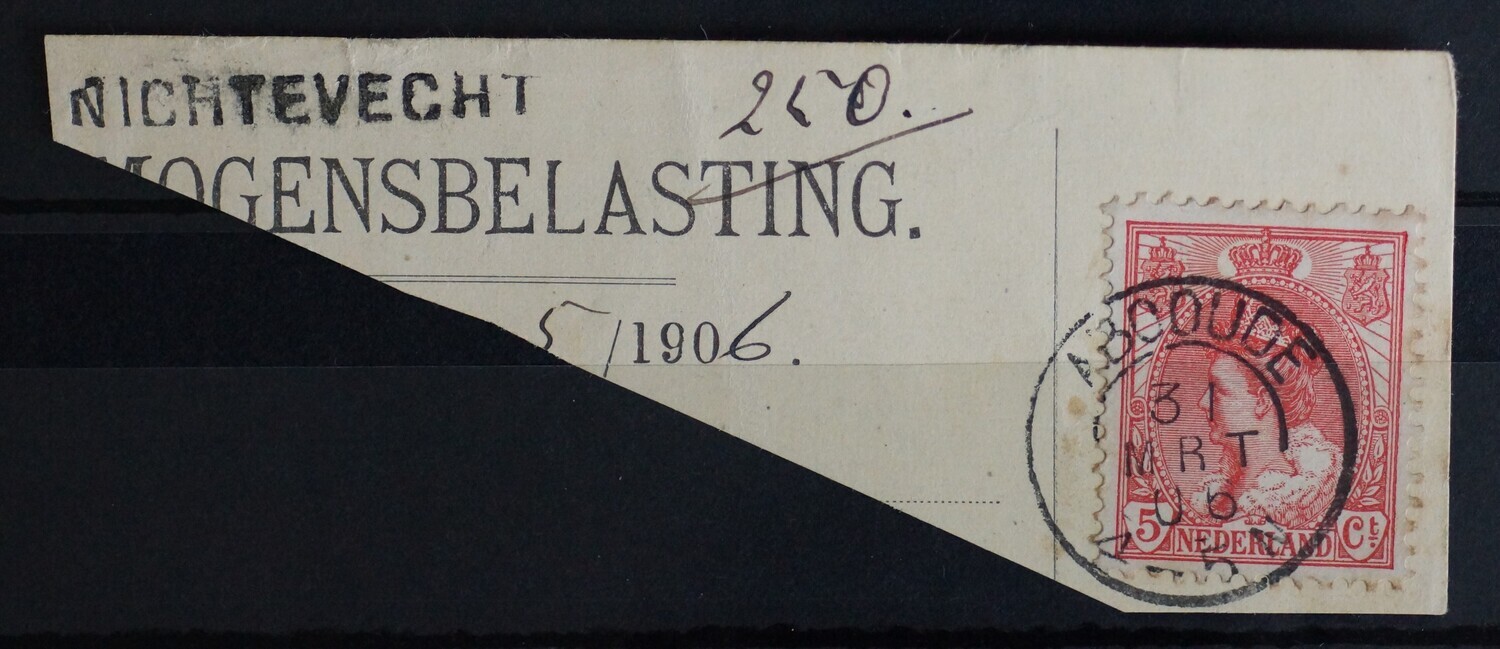 NICHTEVECHT
250.
MOGENSBELASTING.
5/1906.
ABCOUDE
31
MRT
06
5 Ct
NEDERLAND